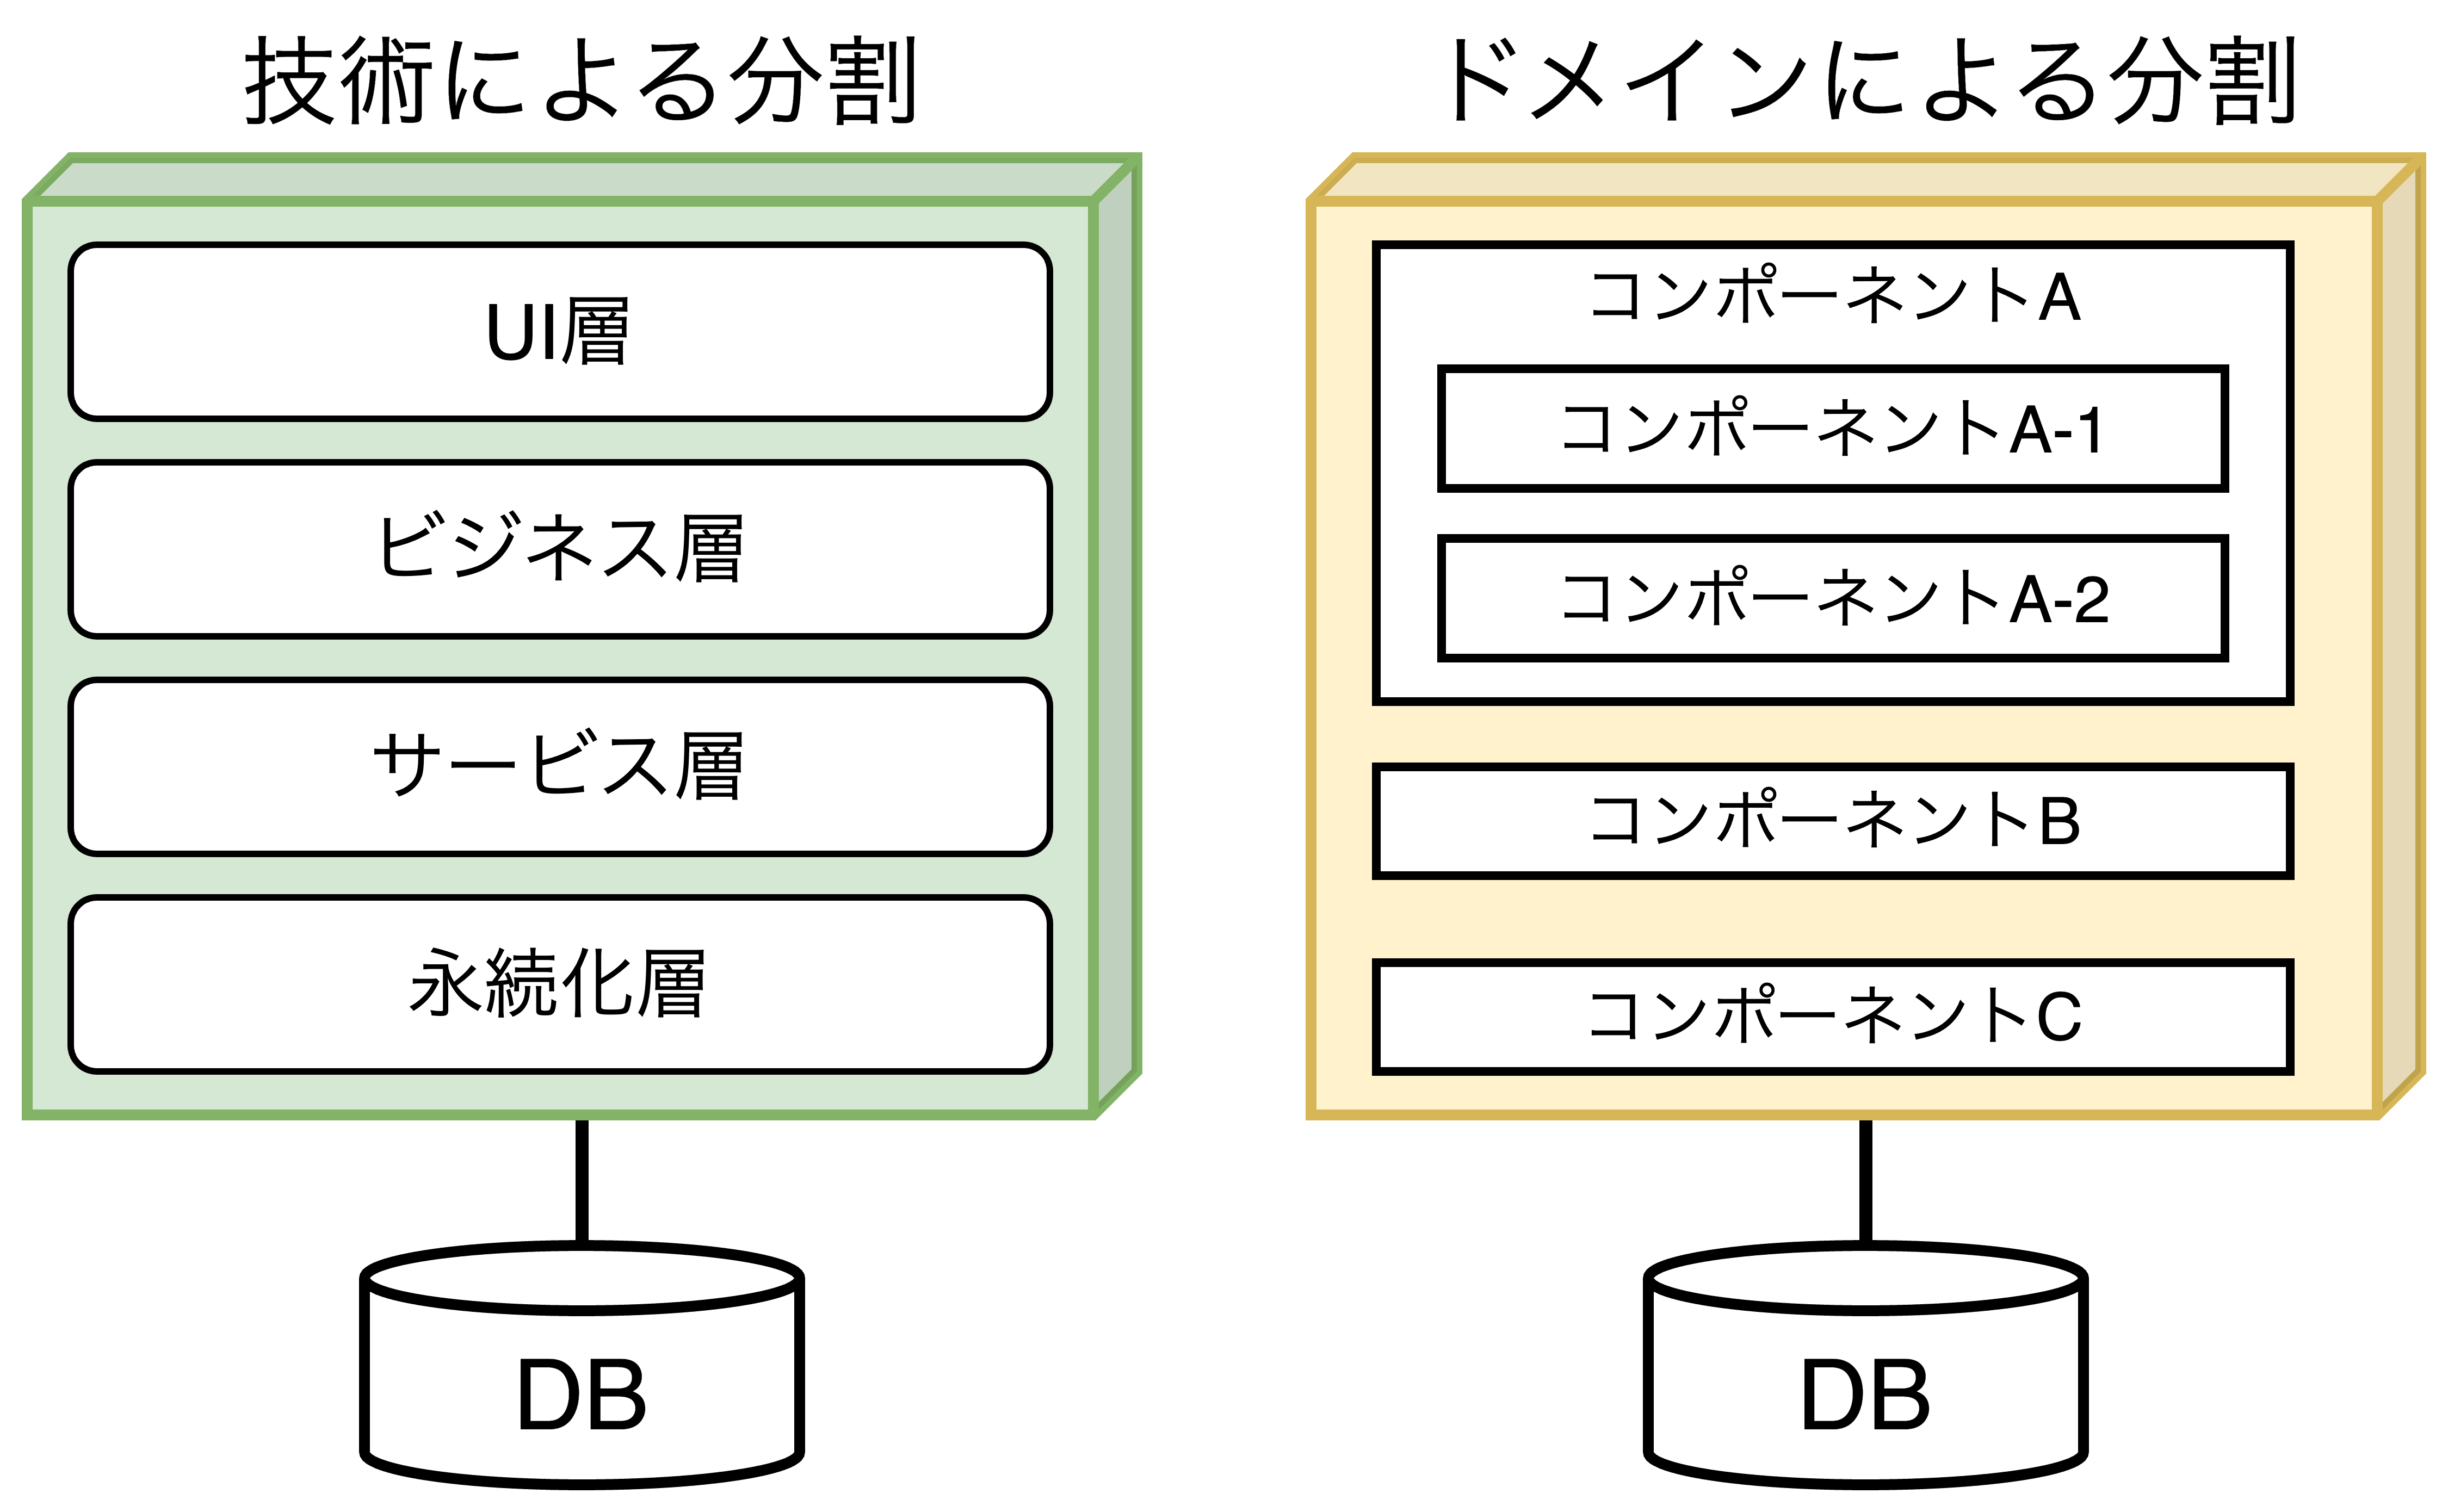 技術による分割
UI層
ビジネス層
サービス層
永続化層
DB
ドメインによる分割
コンポーネントA
コンポーネントA-1
コンポーネントA-2
コンポーネントB
コンポーネントC
DB